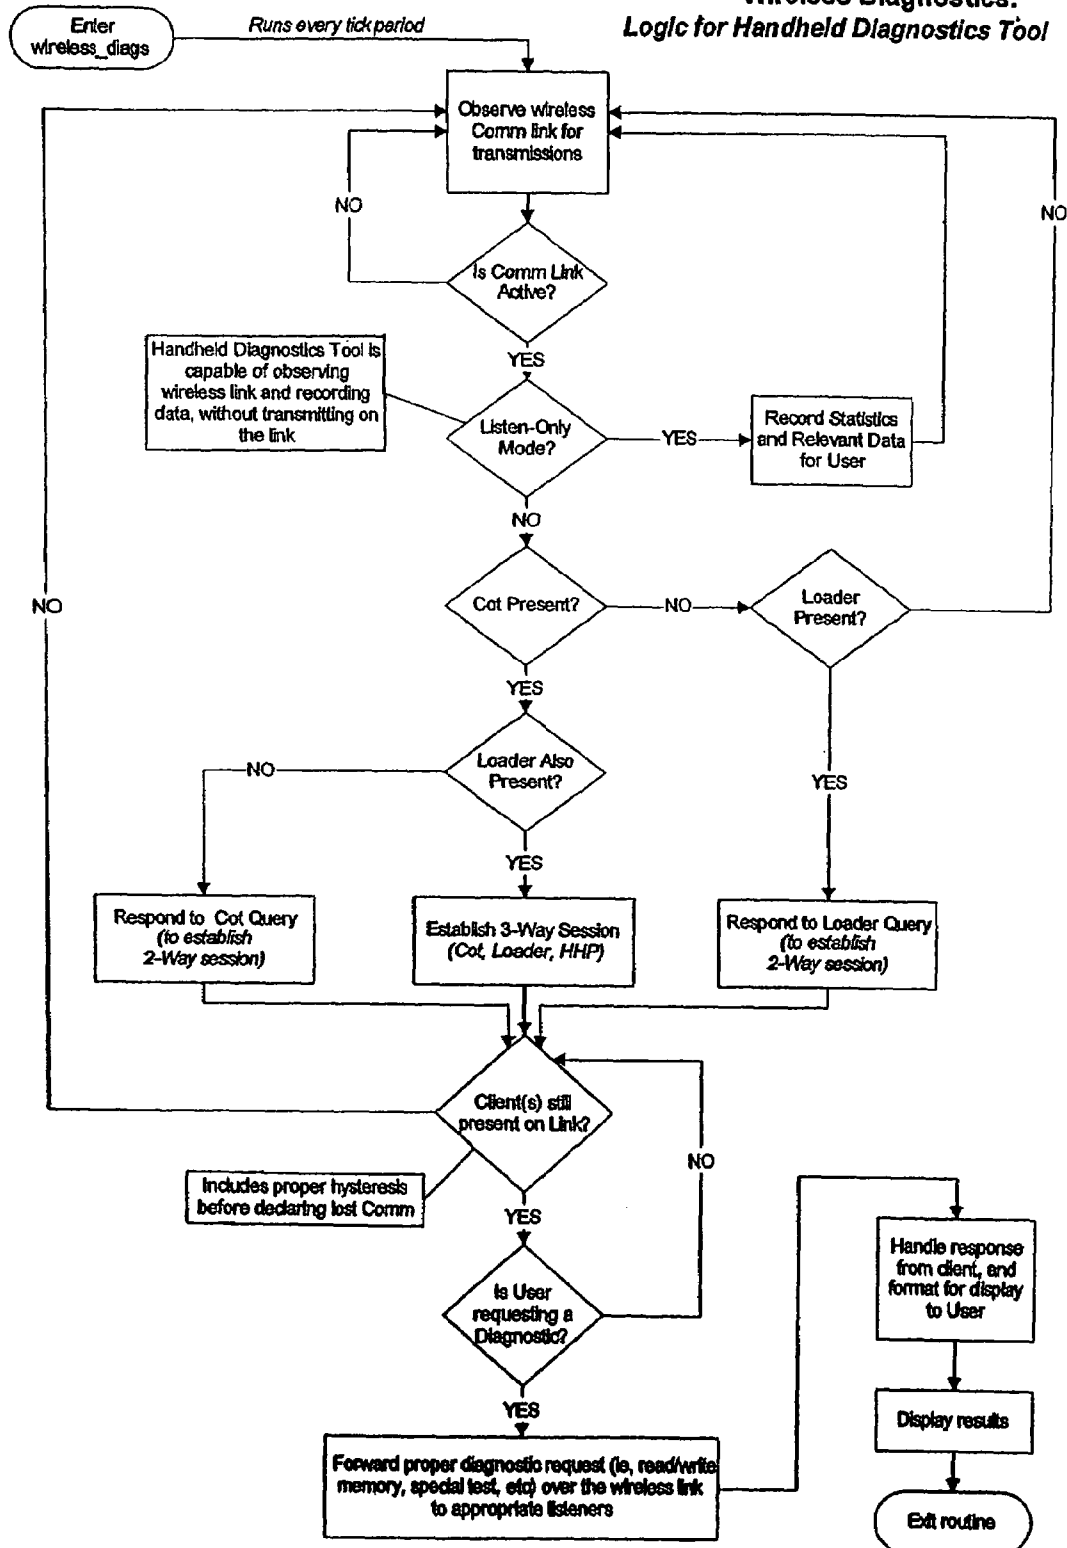 Wireless Diagnostics:
Logic for Handheld Diagnostics Tool
Enter
wireless_diags
Runs every tick period
Observe wireless
Comm link for
transmissions
NO
NO
Is Comm Link
Active?
YES
Handheld Diagnostics Tool is
capable of observing
wireless link and recording
data, without transmitting on
the link
Listen-Only
Mode?
YES
Record Statistics
and Relevant Data
for User
NO
NO
Cot Present?
NO
Loader
Present?
YES
NO
Loader Also
Present?
YES
YES
Respond to Cot Query
(to establish
2-Way session)
Establish 3-Way Session
(Cot, Loader, HHP)
Respond to Loader Query
(to establish
2-Way session)
Client(s) still
present on Link?
NO
Includes proper hysteresis
before declaring lost Comm
YES
Is User
requesting a
Diagnostic?
Handle response
from client, and
format for display
to User
YES
Display results
Forward proper diagnostic request (ie, read/write
memory, special test, etc) over the wireless link
to appropriate listeners
Exit routine